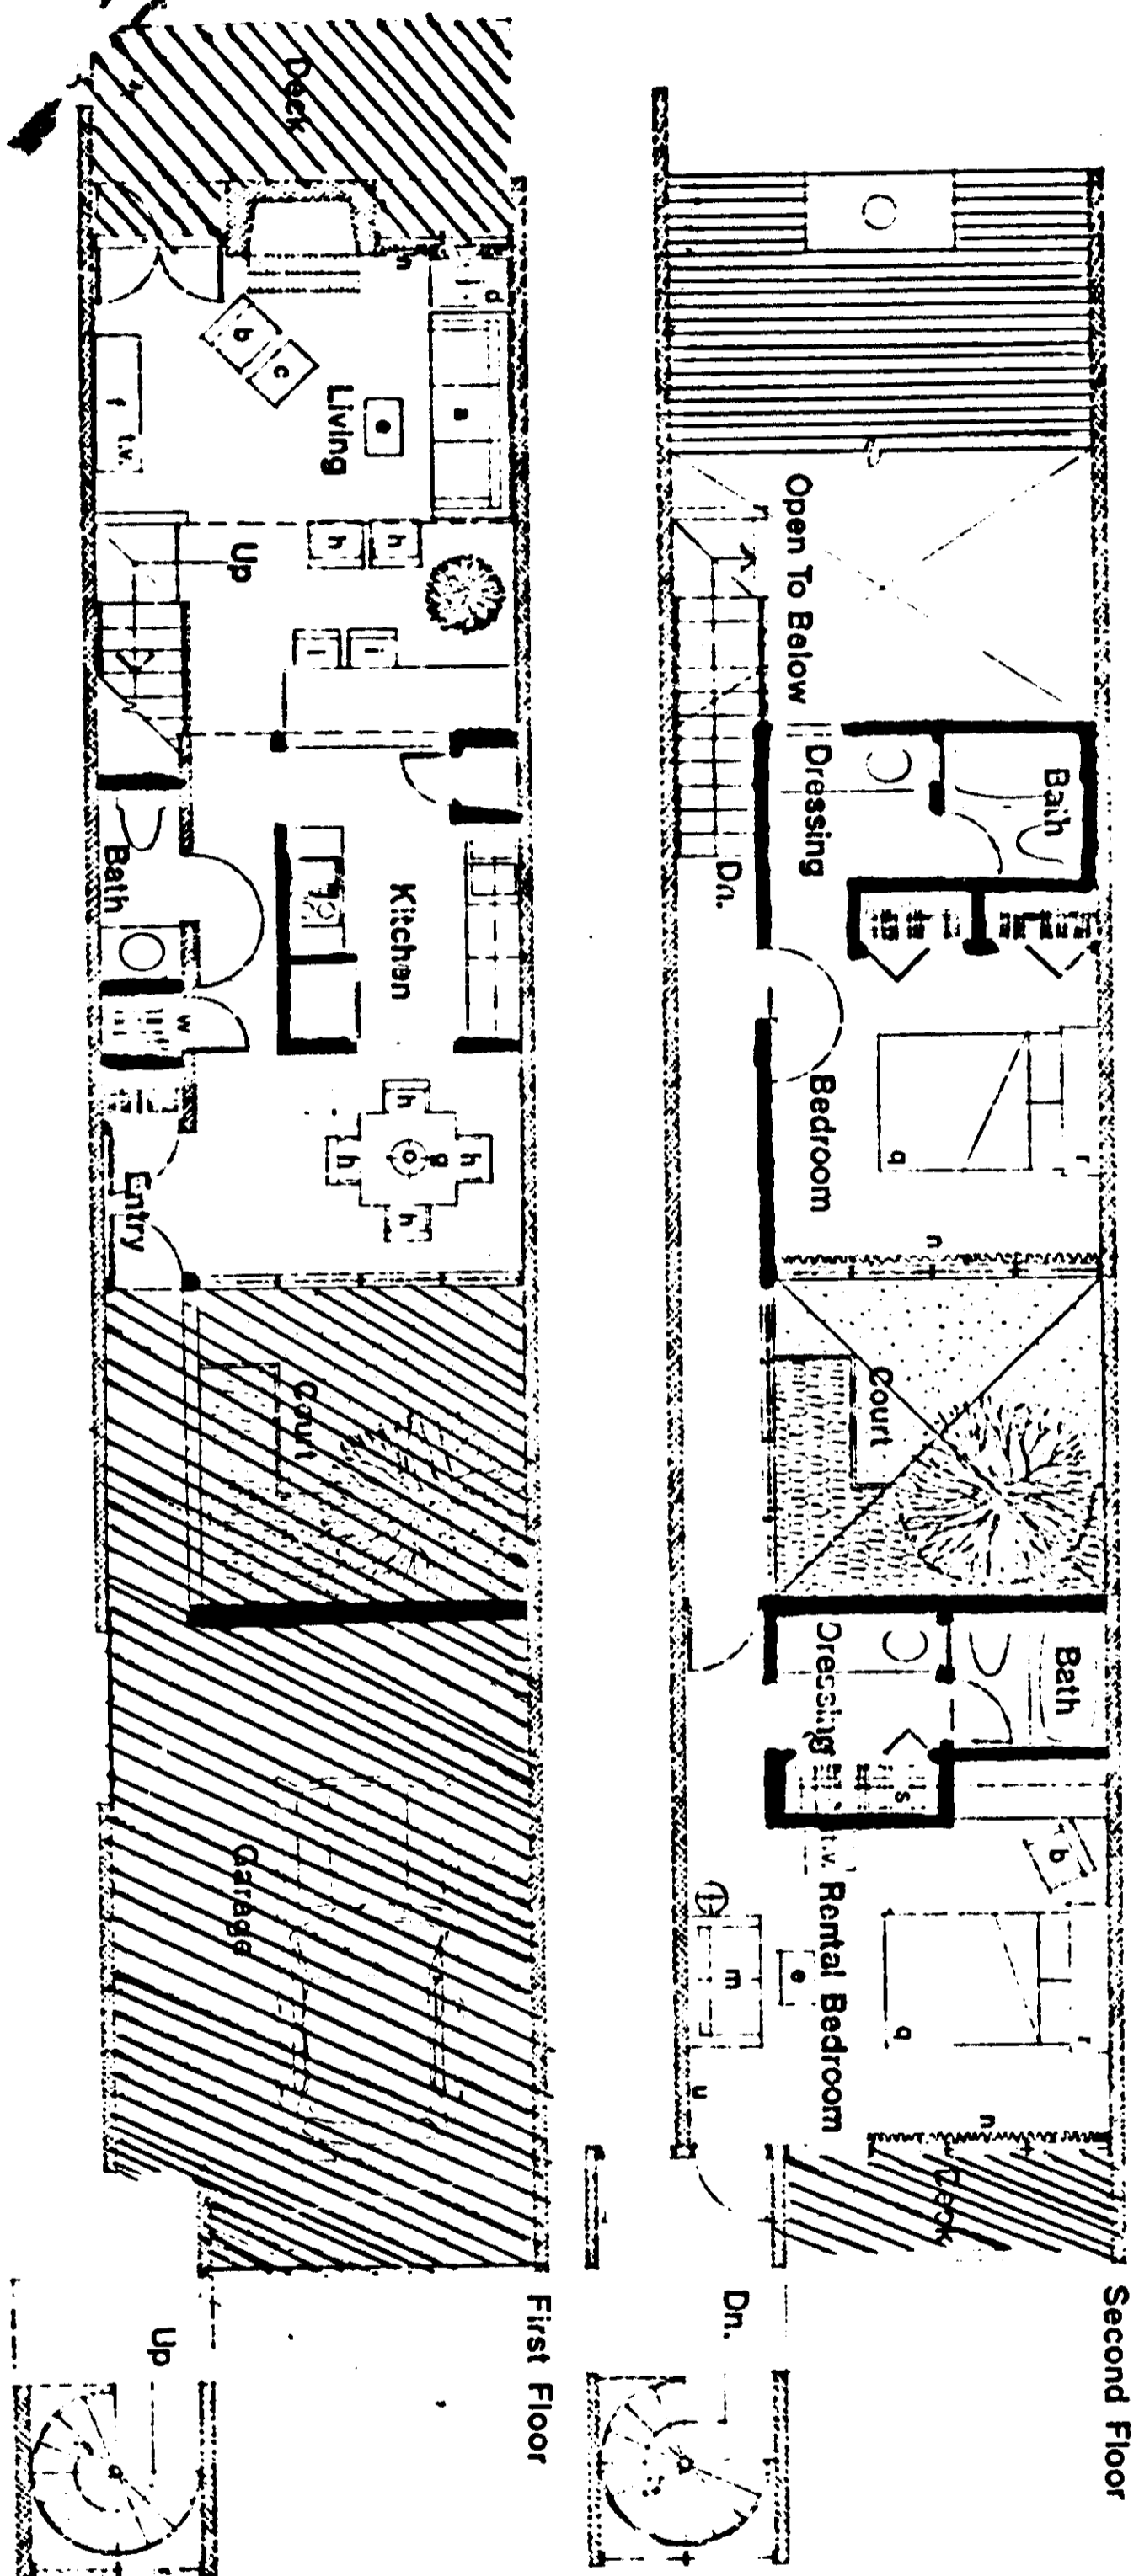 Second Floor
Open To Below
Dn.
Dressing
Bath
Bedroom
q
r
n
Court
Dressing
Bath
s
t.v.
Rental Bedroom
b
m
e
q
r
u
n
Deck
Dn.
First Floor
Deck
n
d
b
c
a
e
Living
f
t.v.
Up
h
h
i
i
Kitchen
Bath
w
Entry
h
h
g
h
h
Court
Garage
Up